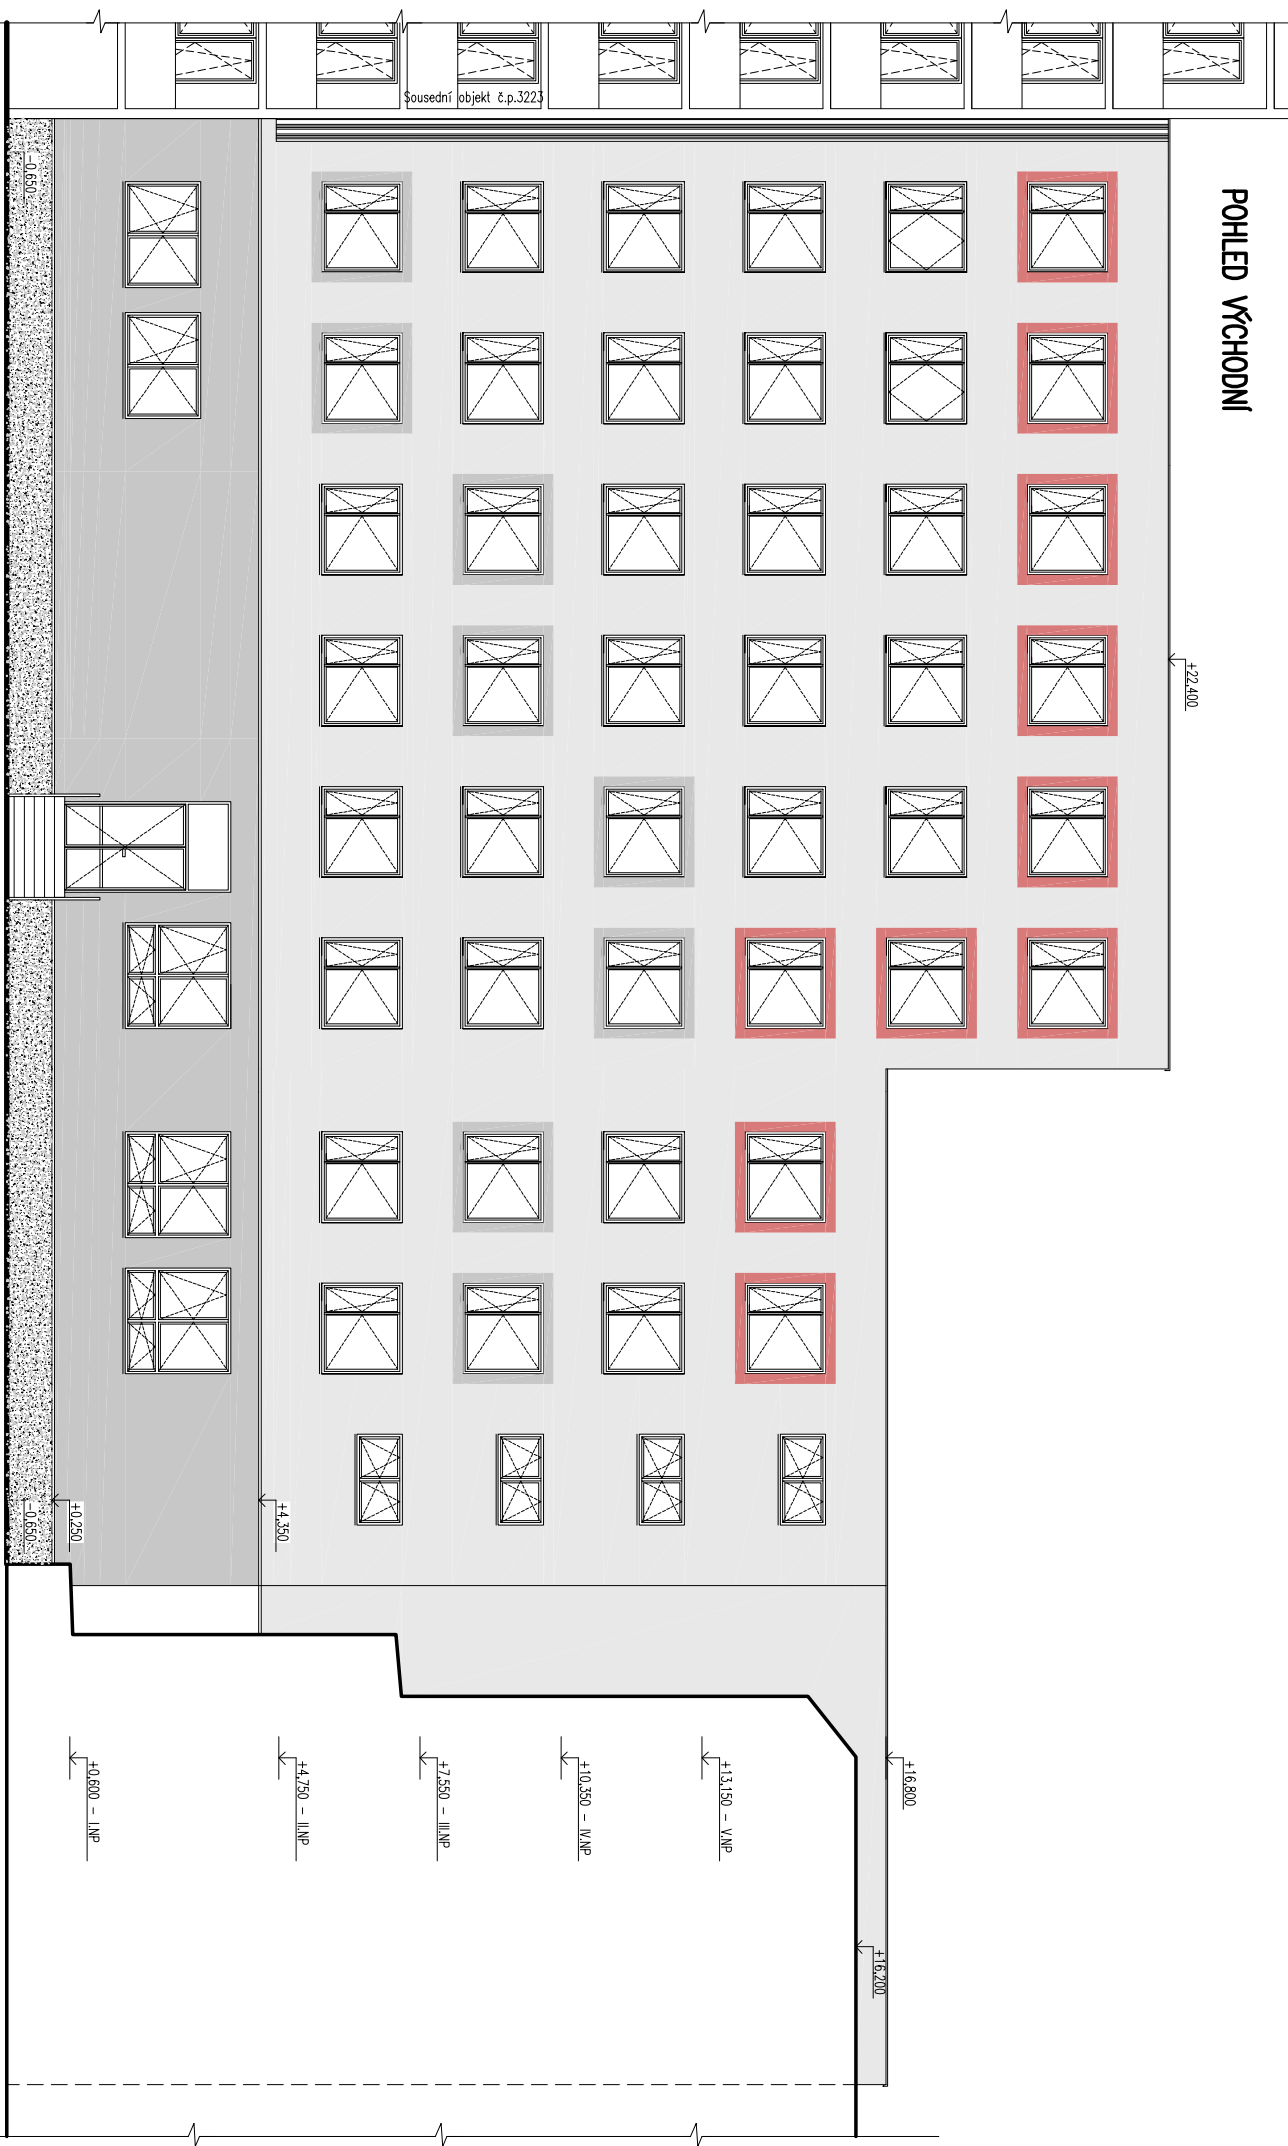 POHLED VÝCHODNÍ
Sousední objekt č.p.3223
+22,400
-0,650
+4,350
+0,250
-0,650
+16,800
+13,150 - V.NP
+10,350 - IV.NP
+7,550 - III.NP
+4,750 - II.NP
+0,600 - I.NP
+16,200